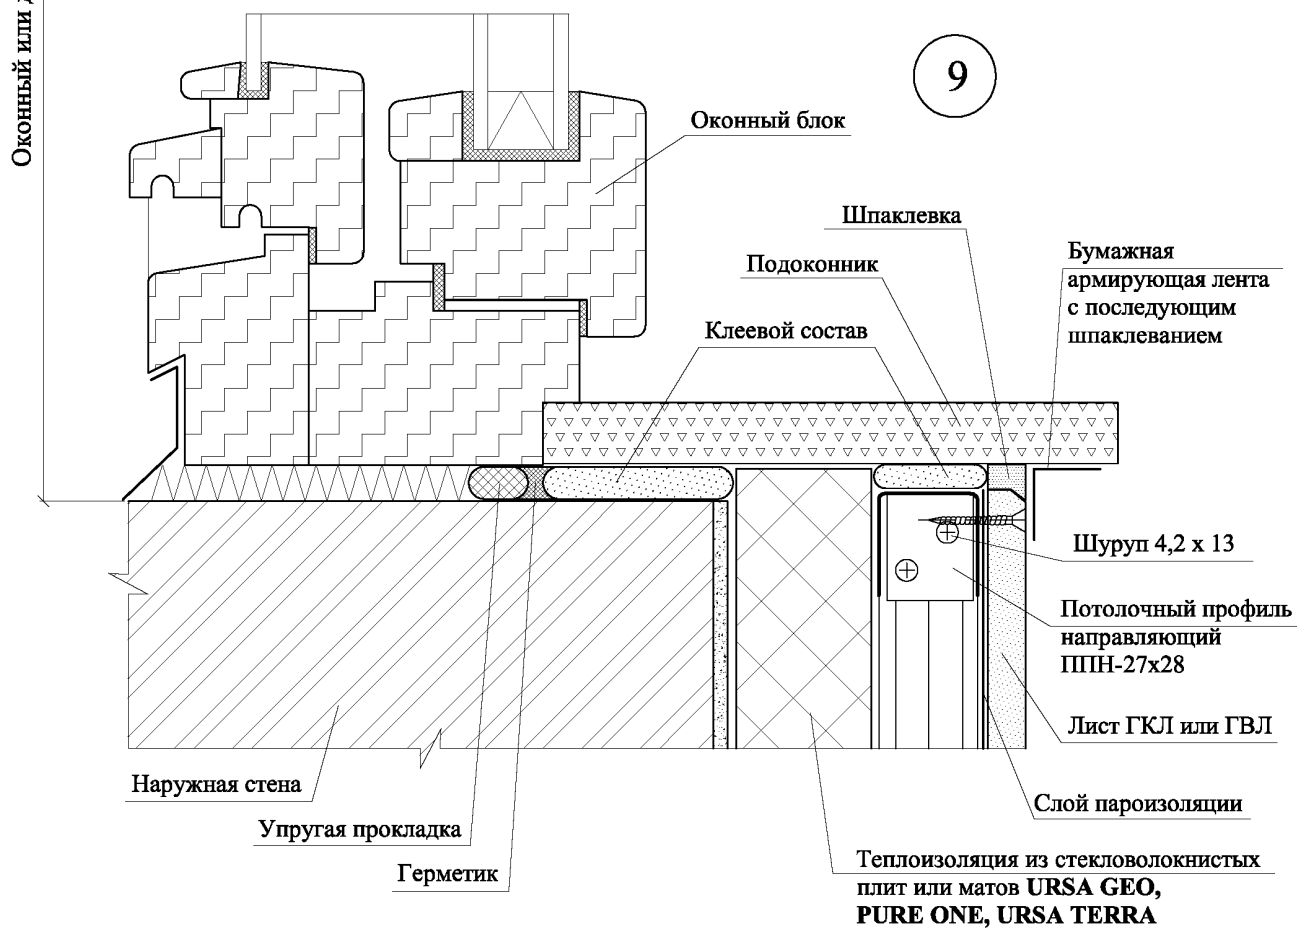 Оконный или
9
Оконный блок
Шпаклевка
Подоконник
Клеевой состав
Бумажная
армирующая лента
с последующим
шпаклеванием
Шуруп 4,2 х 13
Потолочный профиль
направляющий
ППН-27х28
Лист ГКЛ или ГВЛ
Слой пароизоляции
Наружная стена
Упругая прокладка
Герметик
Теплоизоляция из стекловолокнистых
плит или матов URSA GEO,
PURE ONE, URSA TERRA